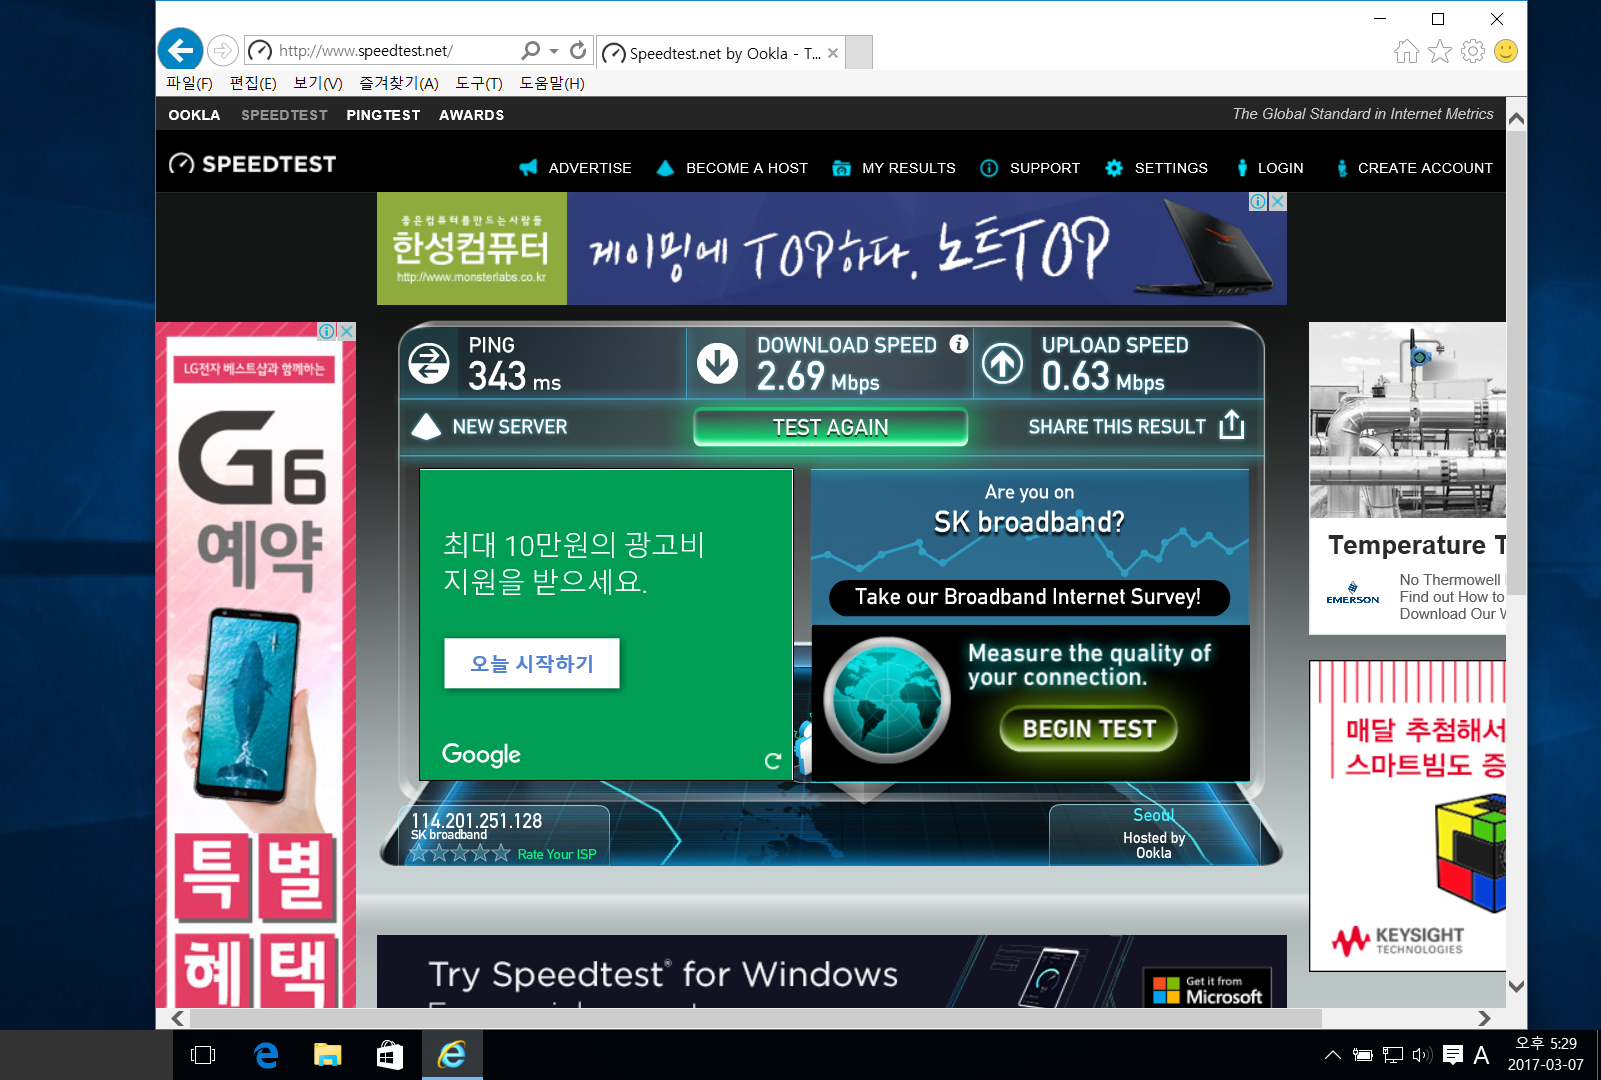 http://www.speedtest.net/
Speedtest.net by Ookla - T...
파일(F) 편집(E) 보기(V) 즐겨찾기(A) 도구(T) 도움말(H)
OOKLA SPEEDTEST PINGTEST AWARDS
The Global Standard in Internet Metrics
SPEEDTEST
ADVERTISE BECOME A HOST MY RESULTS SUPPORT SETTINGS LOGIN CREATE ACCOUNT
좋은컴퓨터를만드는사람들
한성컴퓨터
http://www.monsterlabs.co.kr
게이밍에 TOP하다. 노트TOP
LG전자 베스트샵과 함께하는
G6
예약
특별
혜택
PING
343 ms
DOWNLOAD SPEED
2.69 Mbps
UPLOAD SPEED
0.63 Mbps
NEW SERVER
TEST AGAIN
SHARE THIS RESULT
최대 10만원의 광고비
지원을 받으세요.
오늘 시작하기
Google
Are you on
SK broadband?
Take our Broadband Internet Survey!
Measure the quality of
your connection.
BEGIN TEST
114.201.251.128
SK broadband
Rate Your ISP
Seoul
Hosted by
Ookla
Temperature T
EMERSON
No Thermowell
Find out How to
Download Our W
매달 추첨해서
스마트빔도 증
KEYSIGHT
TECHNOLOGIES
Try Speedtest® for Windows
Get it from
Microsoft
A
오후 5:29
2017-03-07